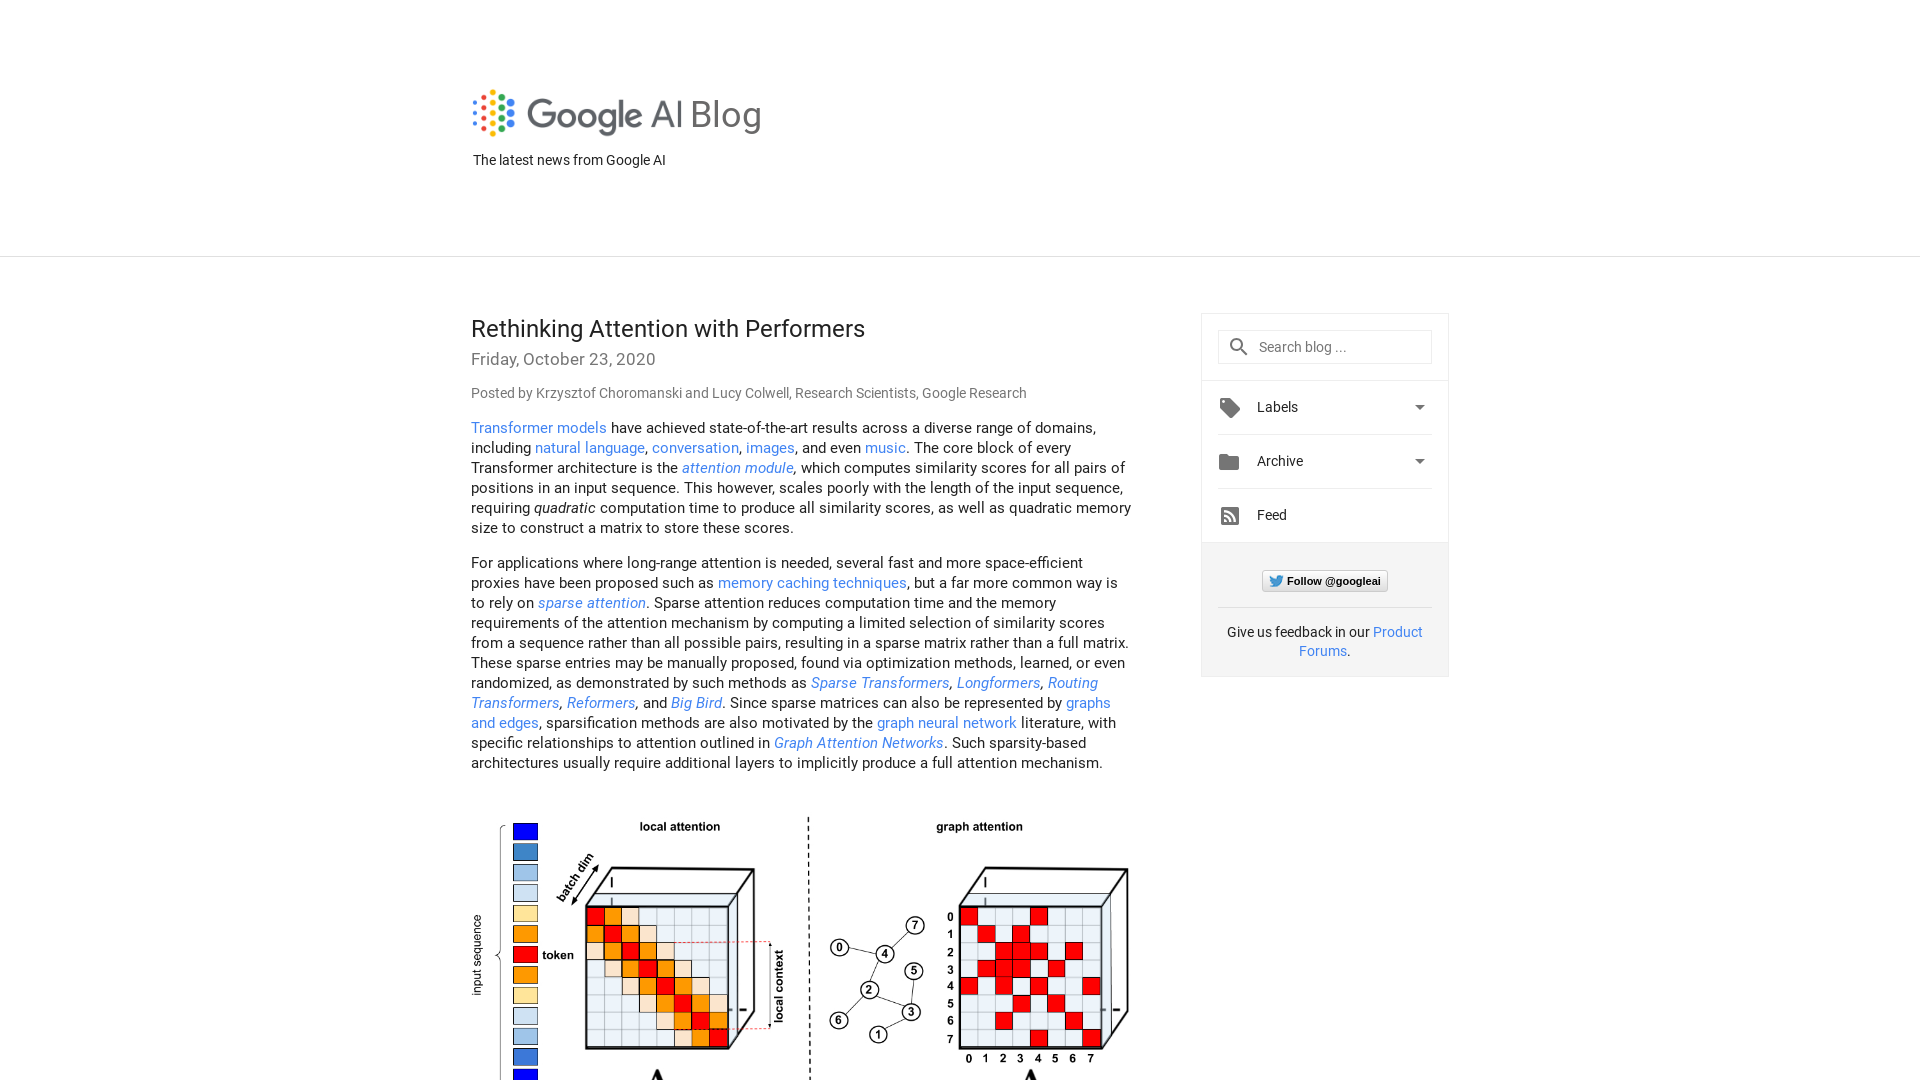 Google AI Blog
The latest news from Google AI
Rethinking Attention with Performers
Friday, October 23, 2020
Posted by Krzysztof Choromanski and Lucy Colwell, Research Scientists, Google Research
Transformer models have achieved state-of-the-art results across a diverse range of domains,
including natural language, conversation, images, and even music. The core block of every
Transformer architecture is the attention module, which computes similarity scores for all pairs of
positions in an input sequence. This however, scales poorly with the length of the input sequence,
requiring quadratic computation time to produce all similarity scores, as well as quadratic memory
size to construct a matrix to store these scores.
For applications where long-range attention is needed, several fast and more space-efficient
proxies have been proposed such as memory caching techniques, but a far more common way is
to rely on sparse attention. Sparse attention reduces computation time and the memory
requirements of the attention mechanism by computing a limited selection of similarity scores
from a sequence rather than all possible pairs, resulting in a sparse matrix rather than a full matrix.
These sparse entries may be manually proposed, found via optimization methods, learned, or even
randomized, as demonstrated by such methods as Sparse Transformers, Longformers, Routing
Transformers, Reformers, and Big Bird. Since sparse matrices can also be represented by graphs
and edges, sparsification methods are also motivated by the graph neural network literature, with
specific relationships to attention outlined in Graph Attention Networks. Such sparsity-based
architectures usually require additional layers to implicitly produce a full attention mechanism.
input sequence
token
local attention
batch dim
local context
graph attention
0
7
4
5
2
3
6
1
0
1
2
3
4
5
6
7
0 1 2 3 4 5 6 7
Search blog ...
Labels
Archive
Feed
Follow @googleai
Give us feedback in our Product
Forums.